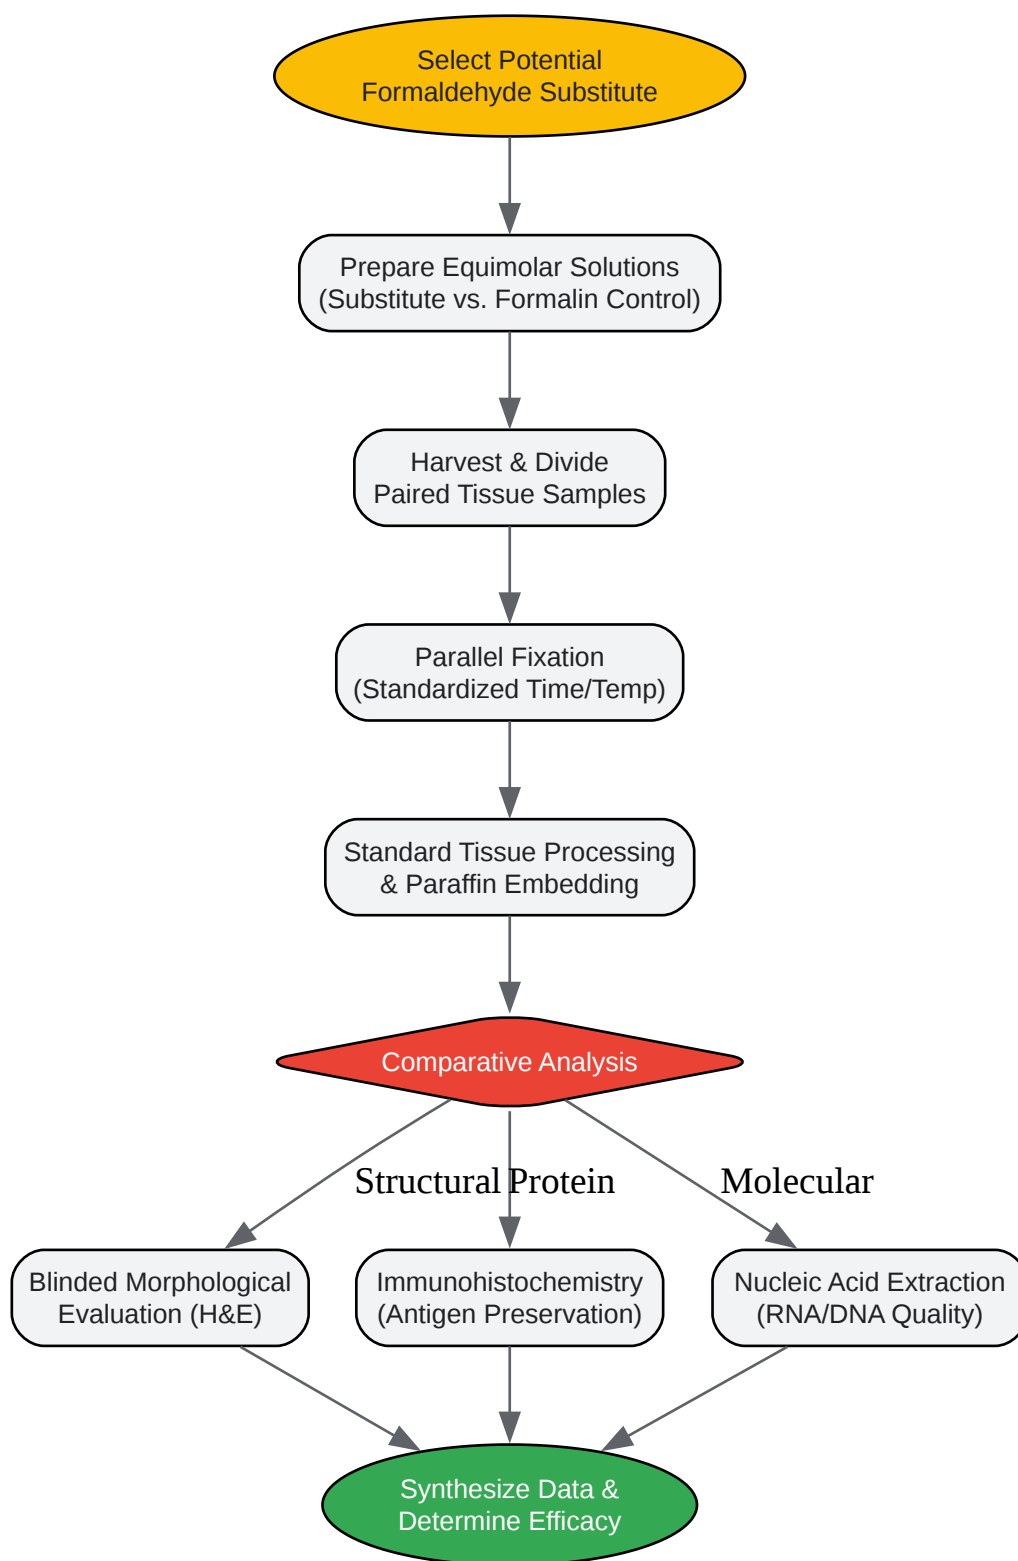 Select Potential
Formaldehyde Substitute
Prepare Equimolar Solutions
(Substitute vs. Formalin Control)
Harvest & Divide
Paired Tissue Samples
Parallel Fixation
(Standardized Time/Temp)
Standard Tissue Processing
& Paraffin Embedding
Comparative Analysis
Structural
Protein
Molecular
Blinded Morphological
Evaluation (H&E)
Immunohistochemistry
(Antigen Preservation)
Nucleic Acid Extraction
(RNA/DNA Quality)
Synthesize Data &
Determine Efficacy